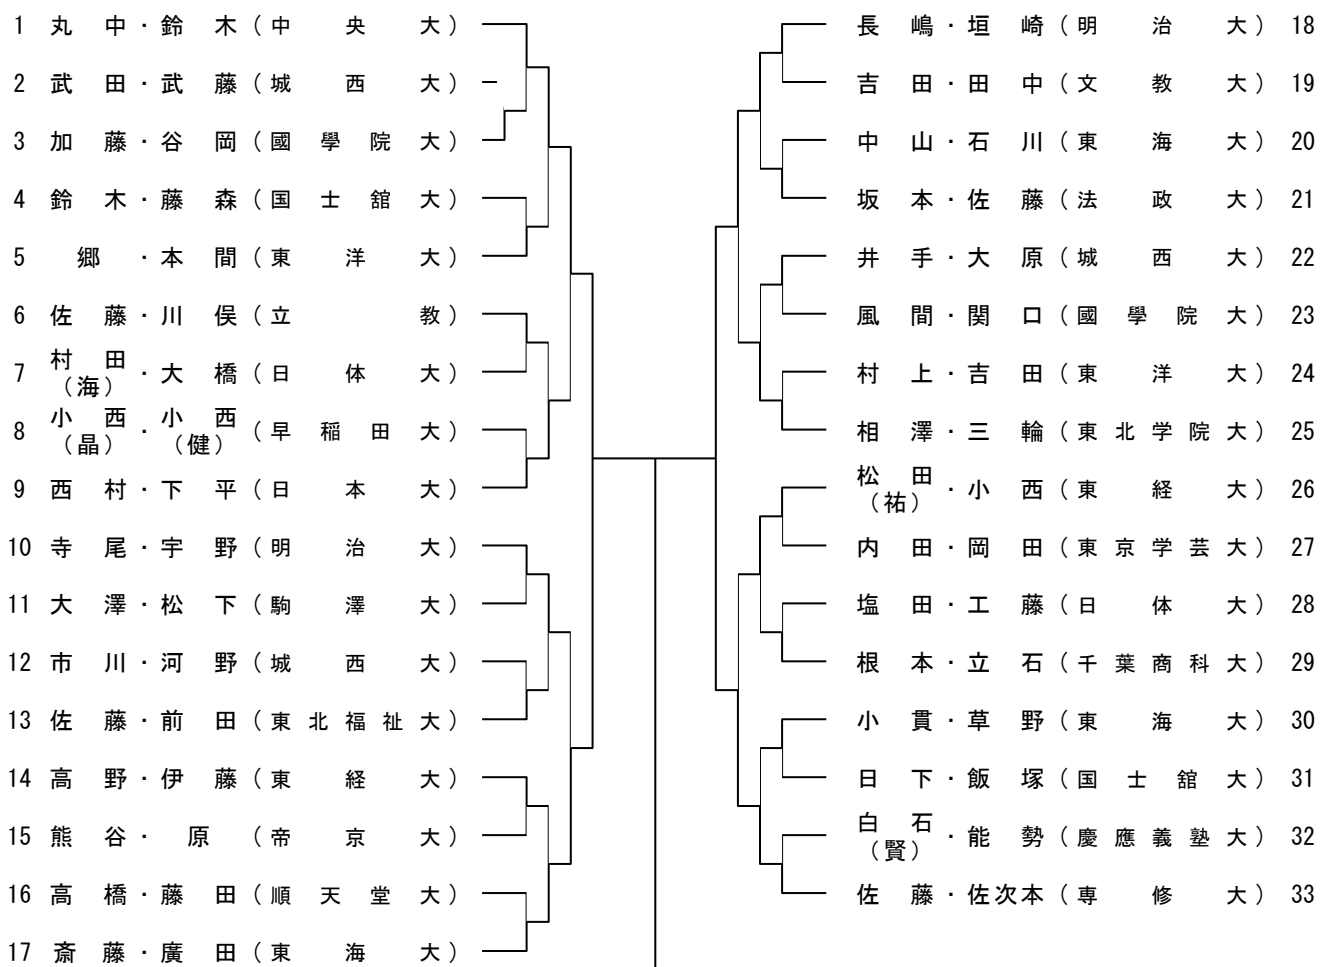 1 丸中・鈴木（中央大）
2 武田・武藤（城西大）
3 加藤・谷岡（國學院大）
4 鈴木・藤森（国士舘大）
5 郷・本間（東洋大）
6 佐藤・川俣（立教）
7 村田（海）・大橋（日体大）
8 小西（晶）・小西（健）（早稲田大）
9 西村・下平（日本大）
10 寺尾・宇野（明治大）
11 大澤・松下（駒澤大）
12 市川・河野（城西大）
13 佐藤・前田（東北福祉大）
14 高野・伊藤（東経大）
15 熊谷・原（帝京大）
16 高橋・藤田（順天堂大）
17 斎藤・廣田（東海大）
長嶋・垣崎（明治大）18
吉田・田中（文教大）19
中山・石川（東海大）20
坂本・佐藤（法政大）21
井手・大原（城西大）22
風間・関口（國學院大）23
村上・吉田（東洋大）24
相澤・三輪（東北学院大）25
松田（祐）・小西（東経大）26
内田・岡田（東京学芸大）27
塩田・工藤（日体大）28
根本・立石（千葉商科大）29
小貫・草野（東海大）30
日下・飯塚（国士舘大）31
白石（賢）・能勢（慶應義塾大）32
佐藤・佐次本（専修大）33